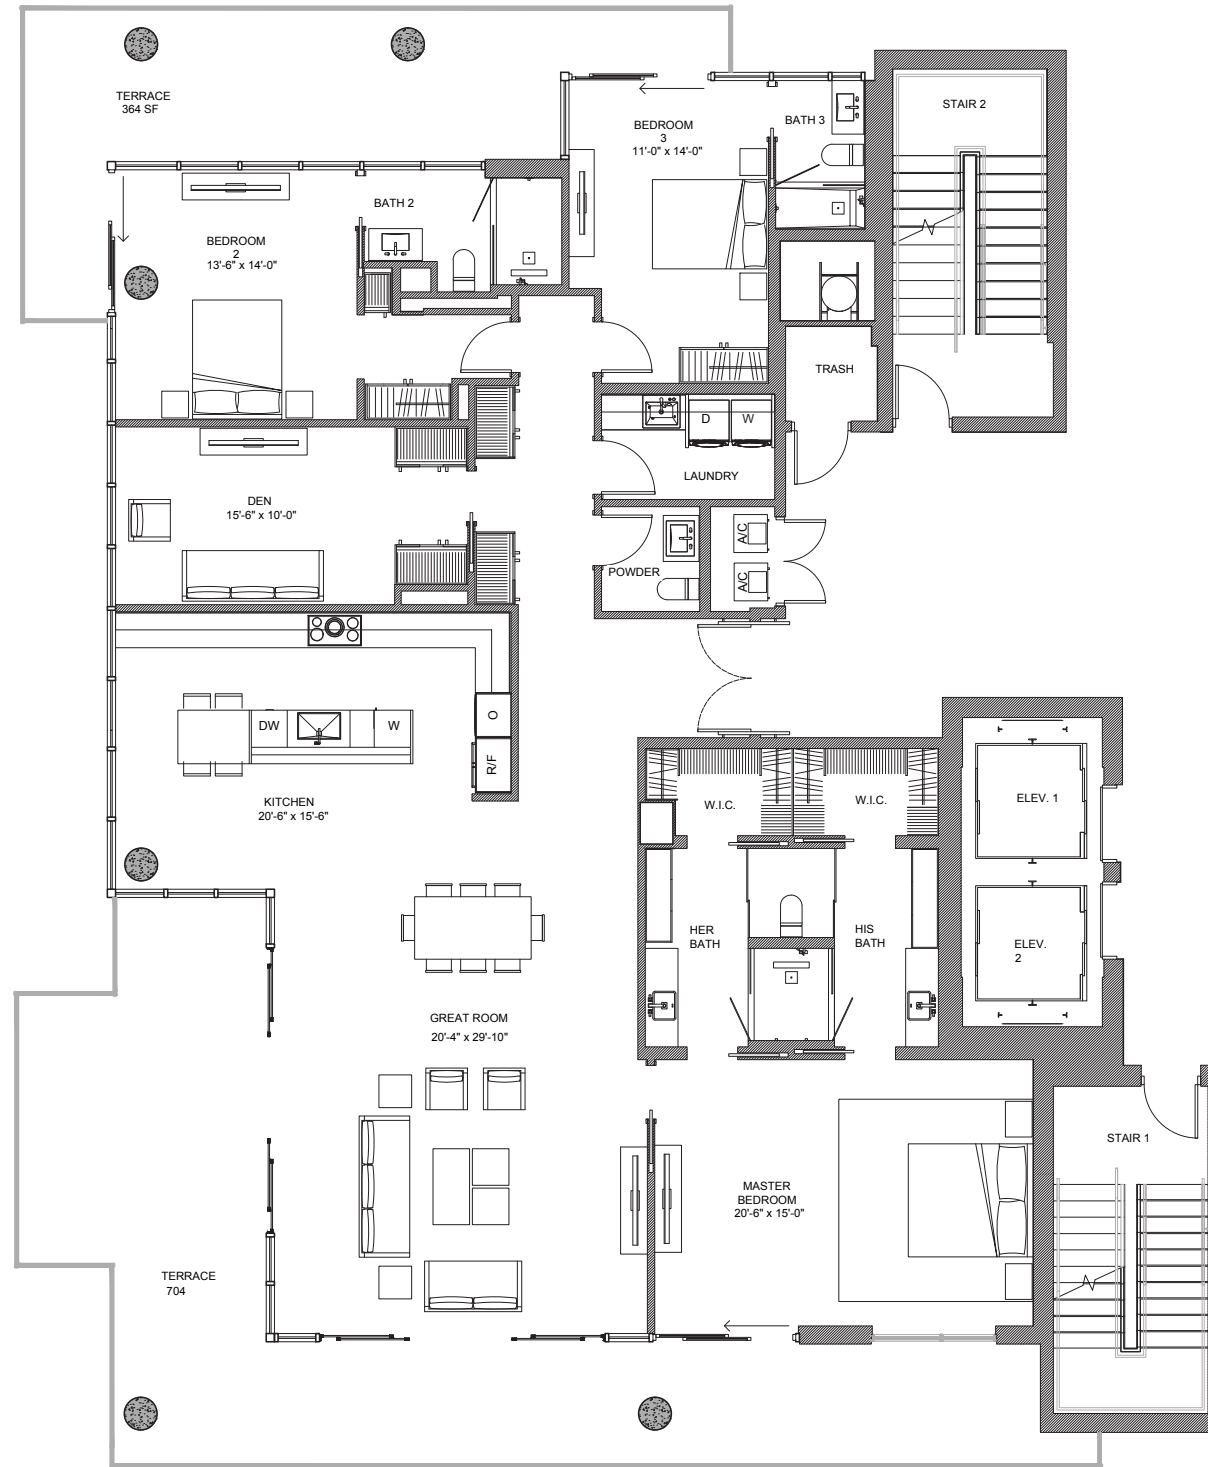 TERRACE
364 SF
STAIR 2
BEDROOM
3
11'-0" x 14'-0"
BATH 3
BATH 2
BEDROOM
2
13'-6" x 14'-0"
TRASH
D
W
LAUNDRY
DEN
15'-6" x 10'-0"
A/C
A/C
POWDER
DW
W
O
R/F
KITCHEN
20'-6" x 15'-6"
W.I.C.
W.I.C.
ELEV. 1
HER
BATH
HIS
BATH
ELEV.
2
GREAT ROOM
20'-4" x 29'-10"
STAIR 1
MASTER
BEDROOM
20'-6" x 15'-0"
TERRACE
704